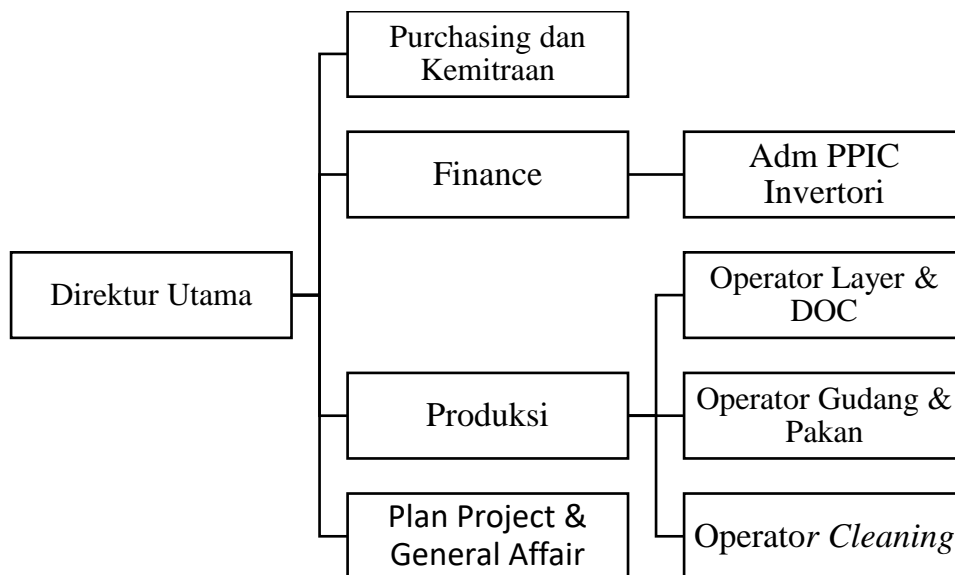 Purchasing dan
Kemitraan
Finance
Adm PPIC
Invertori
Direktur Utama
Operator Layer &
DOC
Produksi
Operator Gudang &
Pakan
Plan Project &
General Affair
Operator Cleaning